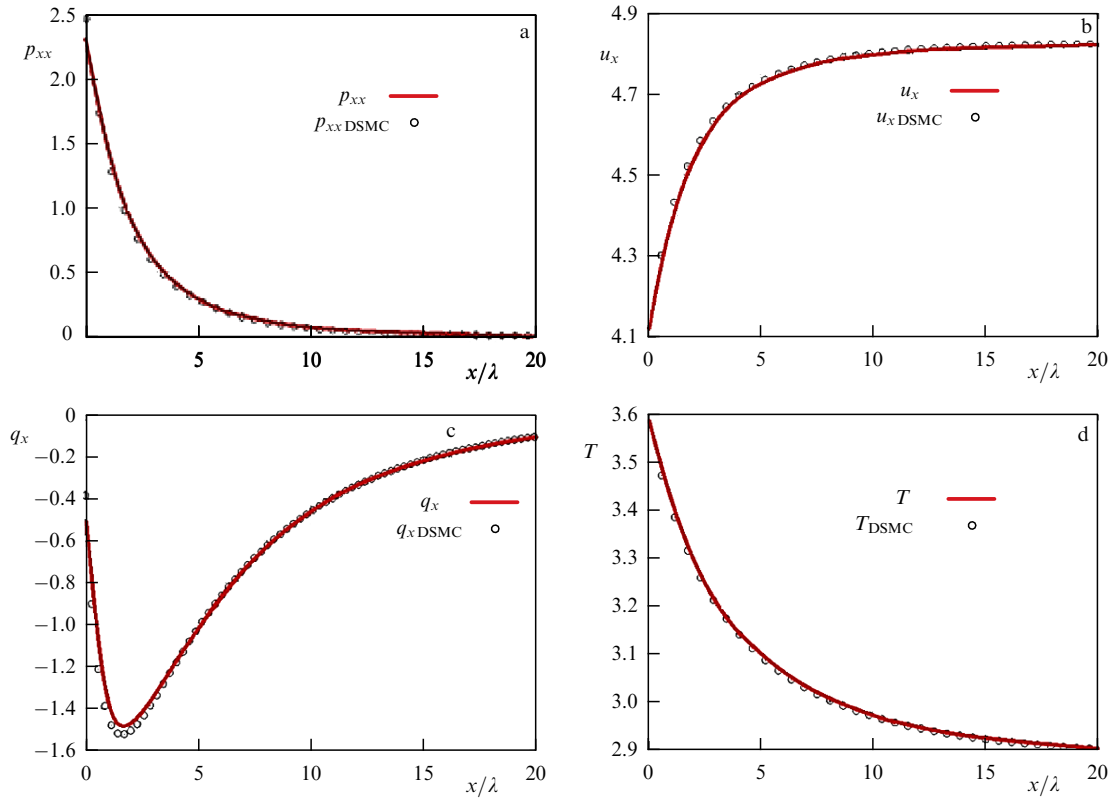 2.5
a
p_xx
2.0
p_xx
p_xx DSMC
1.5
1.0
0.5
0
5
10
15
20
x/λ
4.9
b
u_x
4.7
u_x
u_x DSMC
4.5
4.3
4.1
0
5
10
15
20
x/λ
0
c
q_x
−0.2
−0.4
q_x
q_x DSMC
−0.6
−0.8
−1.0
−1.2
−1.4
−1.6
0
5
10
15
20
x/λ
3.6
d
T
3.5
3.4
T
T_DSMC
3.3
3.2
3.1
3.0
2.9
0
5
10
15
20
x/λ